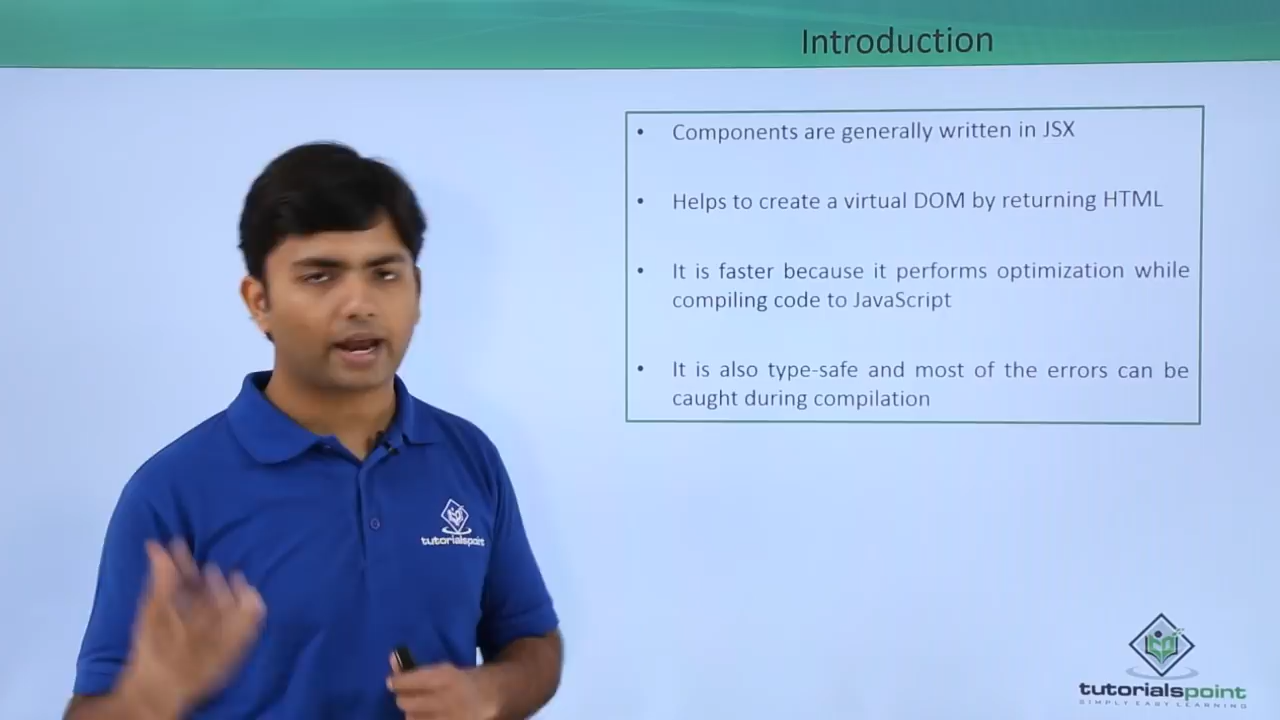 Introduction
• Components are generally written in JSX
• Helps to create a virtual DOM by returning HTML
• It is faster because it performs optimization while
compiling code to JavaScript
• It is also type-safe and most of the errors can be
caught during compilation
tutorialspoint
tutorialspoint
SIMPLY EASY LEARNING